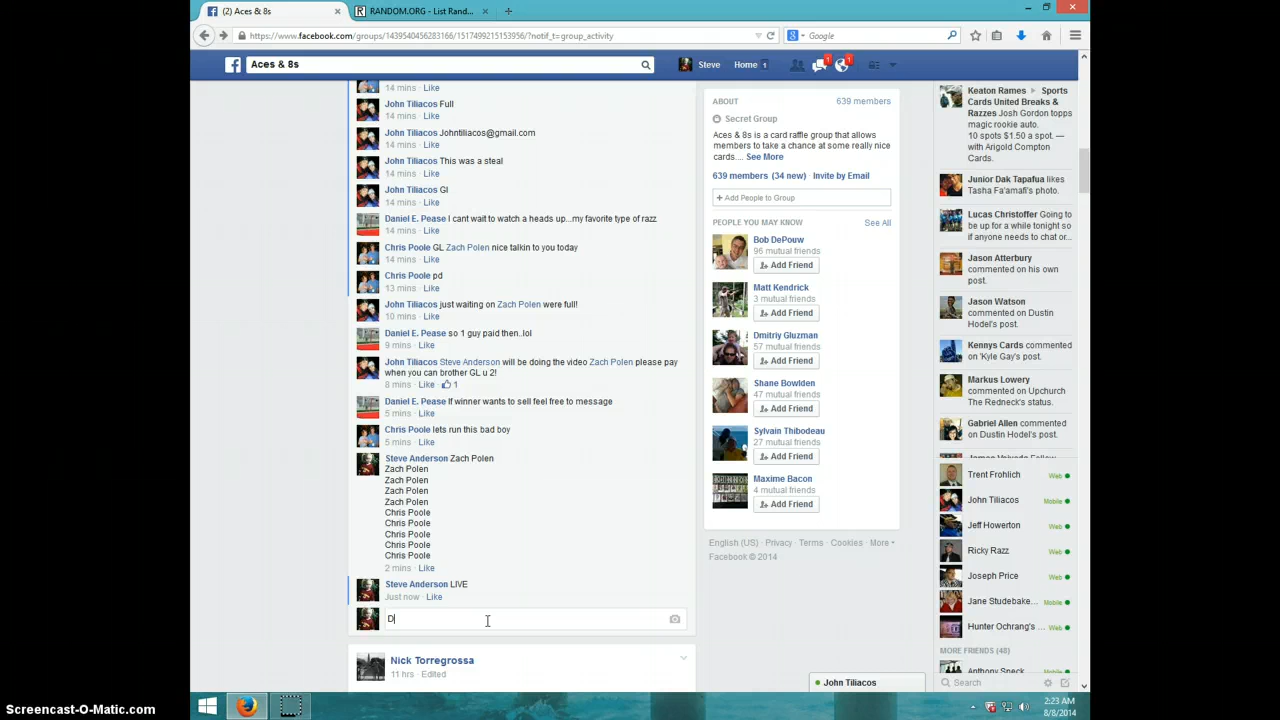 (2) Aces & 8s
RANDOM.ORG - List Rand...
https://www.facebook.com/groups/1439540456283166/1517499215153956/?notif_t=group_activity
Google
Aces & 8s
Steve
Home 1
1
1
14 mins · Like
John Tiliacos Full
14 mins · Like
John Tiliacos Johntiliacos@gmail.com
14 mins · Like
John Tiliacos This was a steal
14 mins · Like
John Tiliacos Gl
14 mins · Like
Daniel E. Pease I cant wait to watch a heads up...my favorite type of razz
14 mins · Like
Chris Poole GL Zach Polen nice talkin to you today
14 mins · Like
Chris Poole pd
13 mins · Like
John Tiliacos just waiting on Zach Polen were full!
10 mins · Like
Daniel E. Pease so 1 guy paid then..lol
9 mins · Like
John Tiliacos Steve Anderson will be doing the video Zach Polen please pay
when you can brother GL u 2!
8 mins · Like · 1
Daniel E. Pease If winner wants to sell feel free to message
5 mins · Like
Chris Poole lets run this bad boy
5 mins · Like
Steve Anderson Zach Polen
Zach Polen
Zach Polen
Zach Polen
Zach Polen
Chris Poole
Chris Poole
Chris Poole
Chris Poole
Chris Poole
2 mins · Like
Steve Anderson LIVE
Just now · Like
D
Nick Torregrossa
11 hrs · Edited
ABOUT
639 members
Secret Group
Aces & 8s is a card raffle group that allows
members to take a chance at some really nice
cards.... See More
639 members (34 new) · Invite by Email
+ Add People to Group
PEOPLE YOU MAY KNOW
See All
Bob DePouw
96 mutual friends
Add Friend
Matt Kendrick
3 mutual friends
Add Friend
Dmitriy Gluzman
57 mutual friends
Add Friend
Shane Bowlden
47 mutual friends
Add Friend
Sylvain Thibodeau
27 mutual friends
Add Friend
Maxime Bacon
4 mutual friends
Add Friend
English (US) · Privacy · Terms · Cookies · More
Facebook © 2014
Keaton Rames ▸ Sports
Cards United Breaks &
Razzes Josh Gordon topps
magic rookie auto.
10 spots $1.50 a spot. —
with Arigold Compton
Cards.
Junior Dak Tapafua likes
Tasha Fa'amafi's photo.
Lucas Christoffer Going to
be up for a while tonight so
if anyone needs to chat or...
Jason Atterbury
commented on his own
post.
Jason Watson
commented on Dustin
Hodel's post.
Kennys Cards commented
on 'Kyle Gay's post.
Markus Lowery
commented on Upchurch
The Redneck's status.
Gabriel Allen commented
on Dustin Hodel's post.
Trent Frohlich Web
John Tiliacos Mobile
Jeff Howerton Web
Ricky Razz Web
Joseph Price Web
Jane Studebake... Mobile
Hunter Ochrang's ... Web
MORE FRIENDS (48)
Anthony Speck
Mobile
Search
John Tiliacos
2:23 AM
8/8/2014
Screencast-O-Matic.com